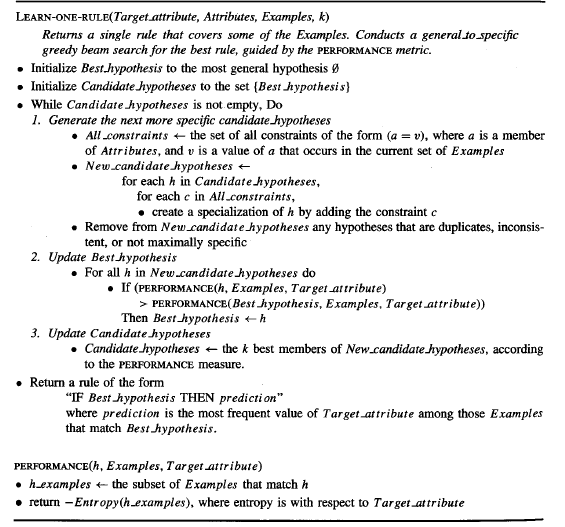 LEARN-ONE-RULE(Target_attribute, Attributes, Examples, k)
Returns a single rule that covers some of the Examples. Conducts a general_to_specific
greedy beam search for the best rule, guided by the PERFORMANCE metric.
• Initialize Best_hypothesis to the most general hypothesis ∅
• Initialize Candidate_hypotheses to the set {Best_hypothesis}
• While Candidate_hypotheses is not empty, Do
1. Generate the next more specific candidate_hypotheses
• All_constraints ← the set of all constraints of the form (a = v), where a is a member
of Attributes, and v is a value of a that occurs in the current set of Examples
• New_candidate_hypotheses ←
for each h in Candidate_hypotheses,
for each c in All_constraints,
• create a specialization of h by adding the constraint c
• Remove from New_candidate_hypotheses any hypotheses that are duplicates, inconsis-
tent, or not maximally specific
2. Update Best_hypothesis
• For all h in New_candidate_hypotheses do
• If (PERFORMANCE(h, Examples, Target_attribute)
> PERFORMANCE(Best_hypothesis, Examples, Target_attribute))
Then Best_hypothesis ← h
3. Update Candidate_hypotheses
• Candidate_hypotheses ← the k best members of New_candidate_hypotheses, according
to the PERFORMANCE measure.
• Return a rule of the form
“IF Best_hypothesis THEN prediction”
where prediction is the most frequent value of Target_attribute among those Examples
that match Best_hypothesis.
PERFORMANCE(h, Examples, Target_attribute)
• h_examples ← the subset of Examples that match h
• return −Entropy(h_examples), where entropy is with respect to Target_attribute